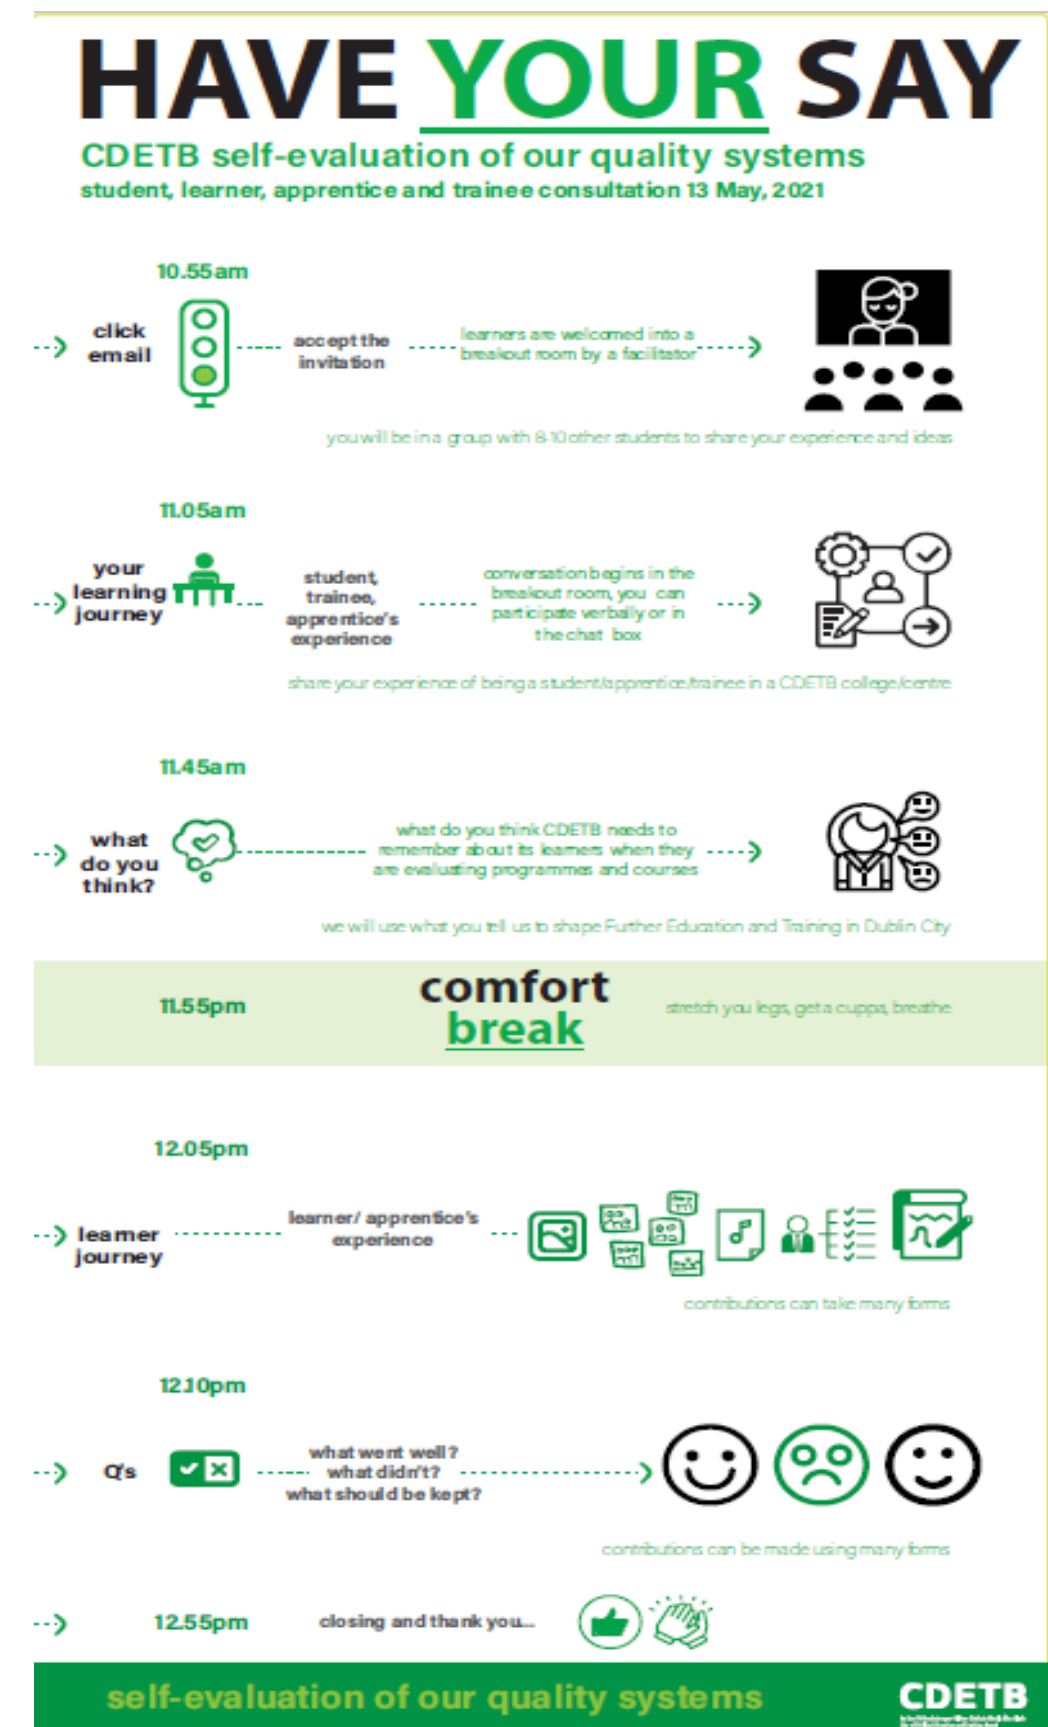 HAVE YOUR SAY
CDETB self-evaluation of our quality systems
student, learner, apprentice and trainee consultation 13 May, 2021
10.55am
click
email
accept the
invitation
learners are welcomed into a
breakout room by a facilitator
you will be in a group with 8-10 other students to share your experience and ideas
11.05am
your
learning
journey
student,
trainee,
apprentice's
experience
conversation begins in the
breakout room, you can
participate verbally or in
the chat box
share your experience of being a student/apprentice/trainee in a CDETB college/centre
11.45am
what
do you
think?
what do you think CDETB needs to
remember about its learners when they
are evaluating programmes and courses
we will use what you tell us to shape Further Education and Training in Dublin City
11.55pm
comfort
break
stretch you legs, get a cuppa, breathe
12.05pm
learner
journey
learner/ apprentice's
experience
contributions can take many forms
12.10pm
Q's
what went well?
what didn't?
what should be kept?
contributions can be made using many forms
12.55pm
closing and thank you...
self-evaluation of our quality systems
CDETB